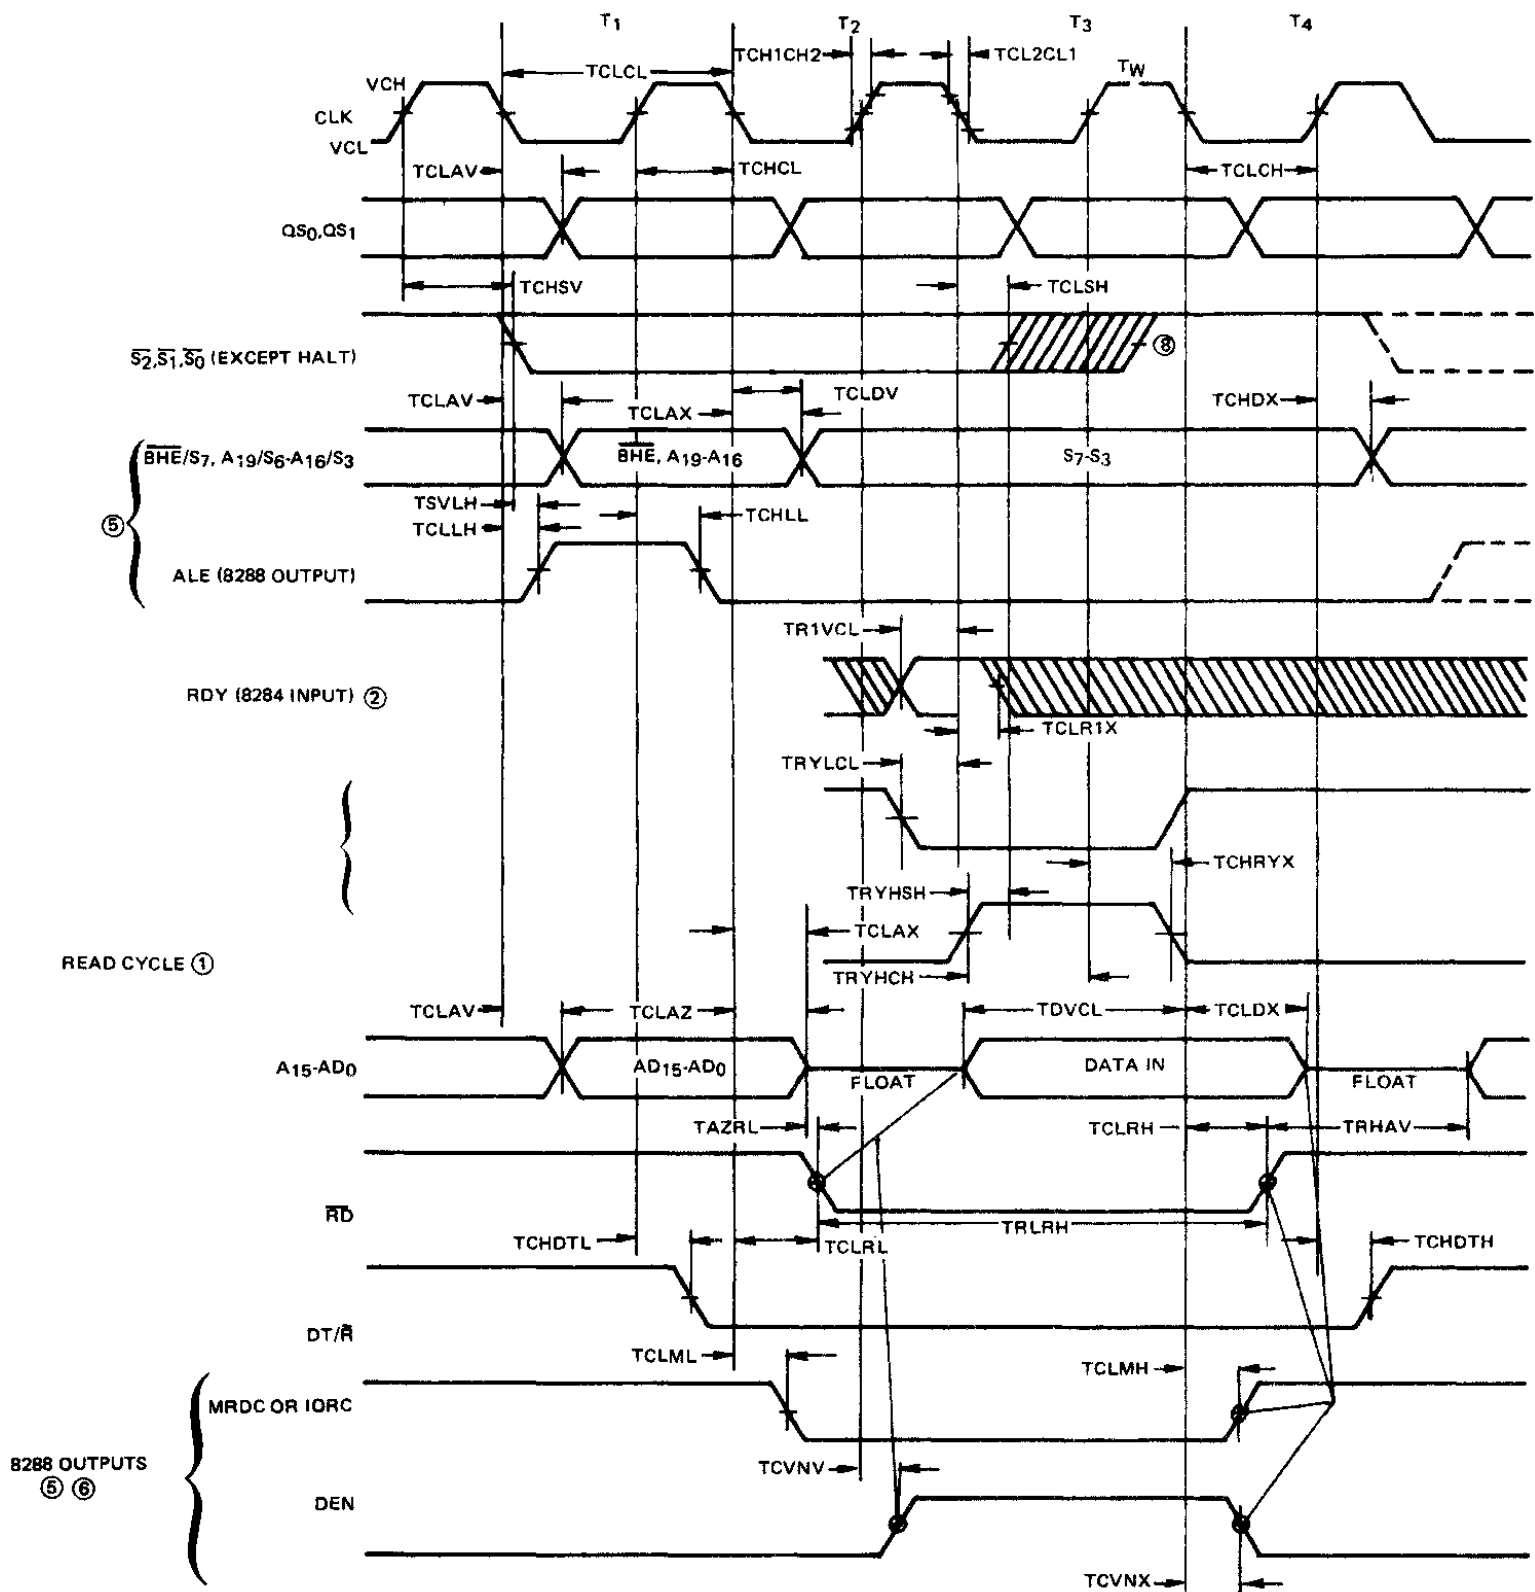 T1 T2 T3 T4
TCH1CH2 TCL2CL1
TCLCL TW
VCH
CLK
VCL
TCLAV TCHCL TCLCH
QS0,QS1
TCHSV TCLSH
S2,S1,S0 (EXCEPT HALT) ⑧
TCLAV TCLAX TCLDV TCHDX
BHE/S7, A19/S6-A16/S3 BHE, A19-A16 S7-S3
TSVLH
⑤ TCLLH TCHLL
ALE (8288 OUTPUT)
TR1VCL
RDY (8284 INPUT) ②
TCLR1X
TRYLCL
TCHRYX
TRYHSH
TCLAX
READ CYCLE ①
TRYHCH
TCLAV TCLAZ TDVCL TCLDX
A15-AD0 AD15-AD0 FLOAT DATA IN FLOAT
TAZRL TCLRH TRHAV
RD
TRLRH
TCHDTL TCLRL TCHDTH
DT/R
TCLML TCLMH
MRDC OR IORC
8288 OUTPUTS
⑤ ⑥
TCVNV
DEN
TCVNX